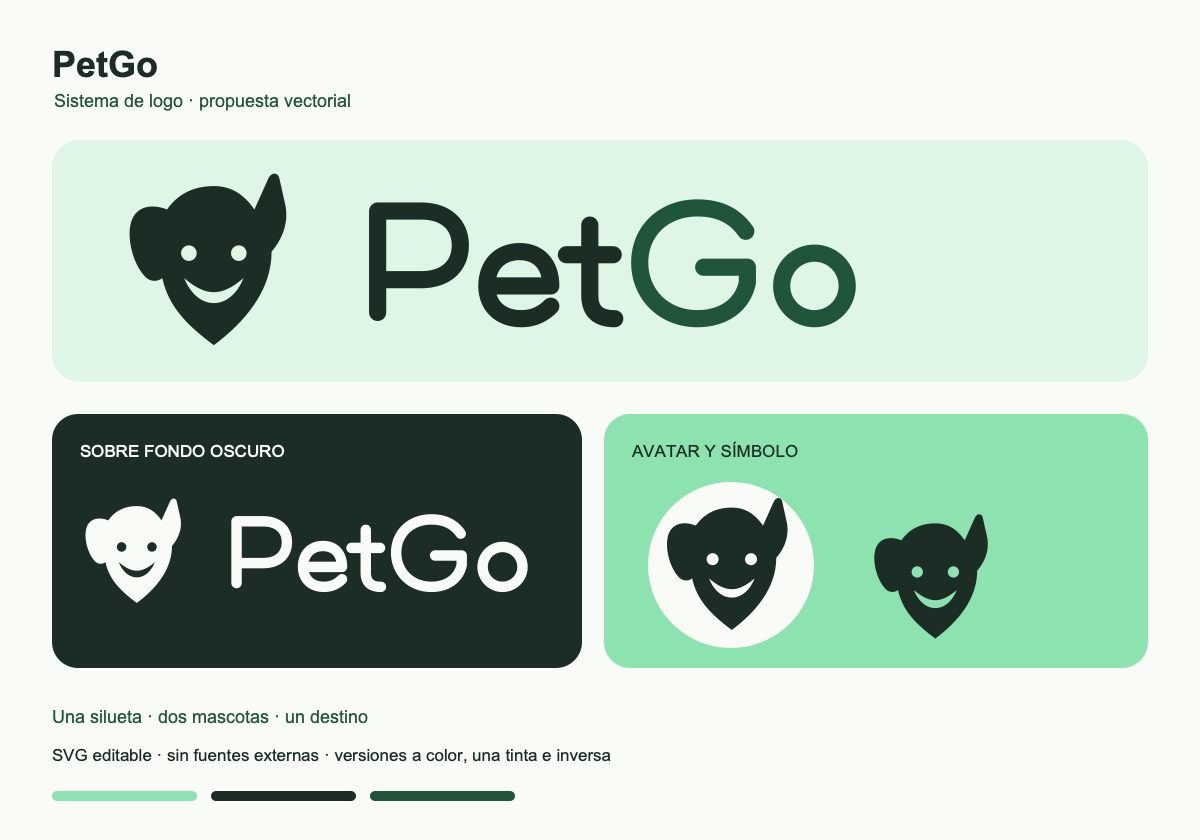 PetGo
Sistema de logo · propuesta vectorial
PetGo
SOBRE FONDO OSCURO
PetGo
AVATAR Y SÍMBOLO
Una silueta · dos mascotas · un destino
SVG editable · sin fuentes externas · versiones a color, una tinta e inversa